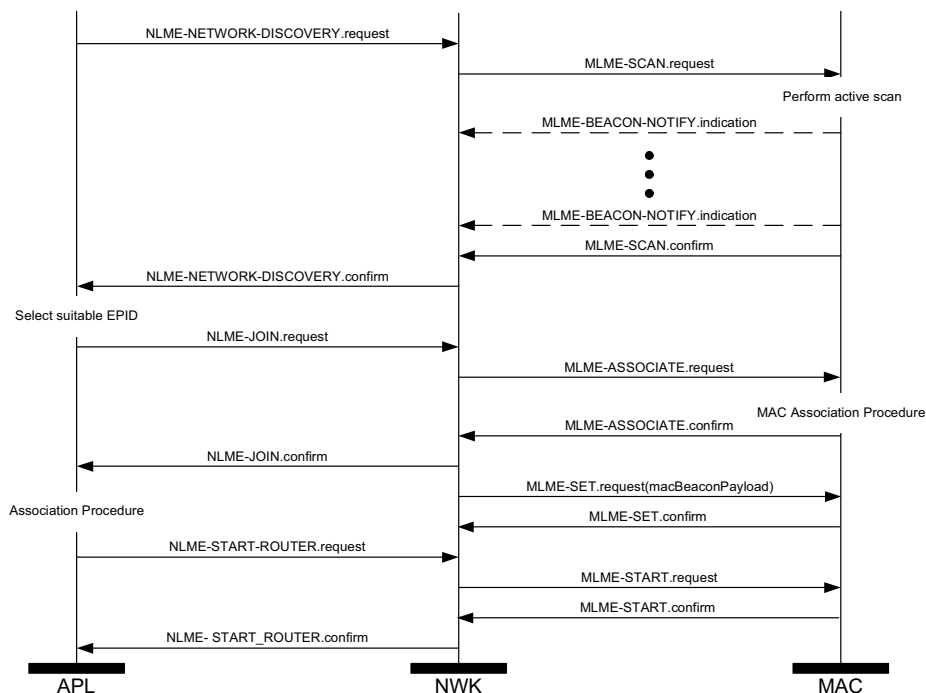 NLME-NETWORK-DISCOVERY.request
MLME-SCAN.request
Perform active scan
MLME-BEACON-NOTIFY.indication
MLME-BEACON-NOTIFY.indication
MLME-SCAN.confirm
NLME-NETWORK-DISCOVERY.confirm
Select suitable EPID
NLME-JOIN.request
MLME-ASSOCIATE.request
MAC Association Procedure
MLME-ASSOCIATE.confirm
NLME-JOIN.confirm
MLME-SET.request(macBeaconPayload)
Association Procedure
MLME-SET.confirm
NLME-START-ROUTER.request
MLME-START.request
MLME-START.confirm
NLME- START_ROUTER.confirm
APL
NWK
MAC